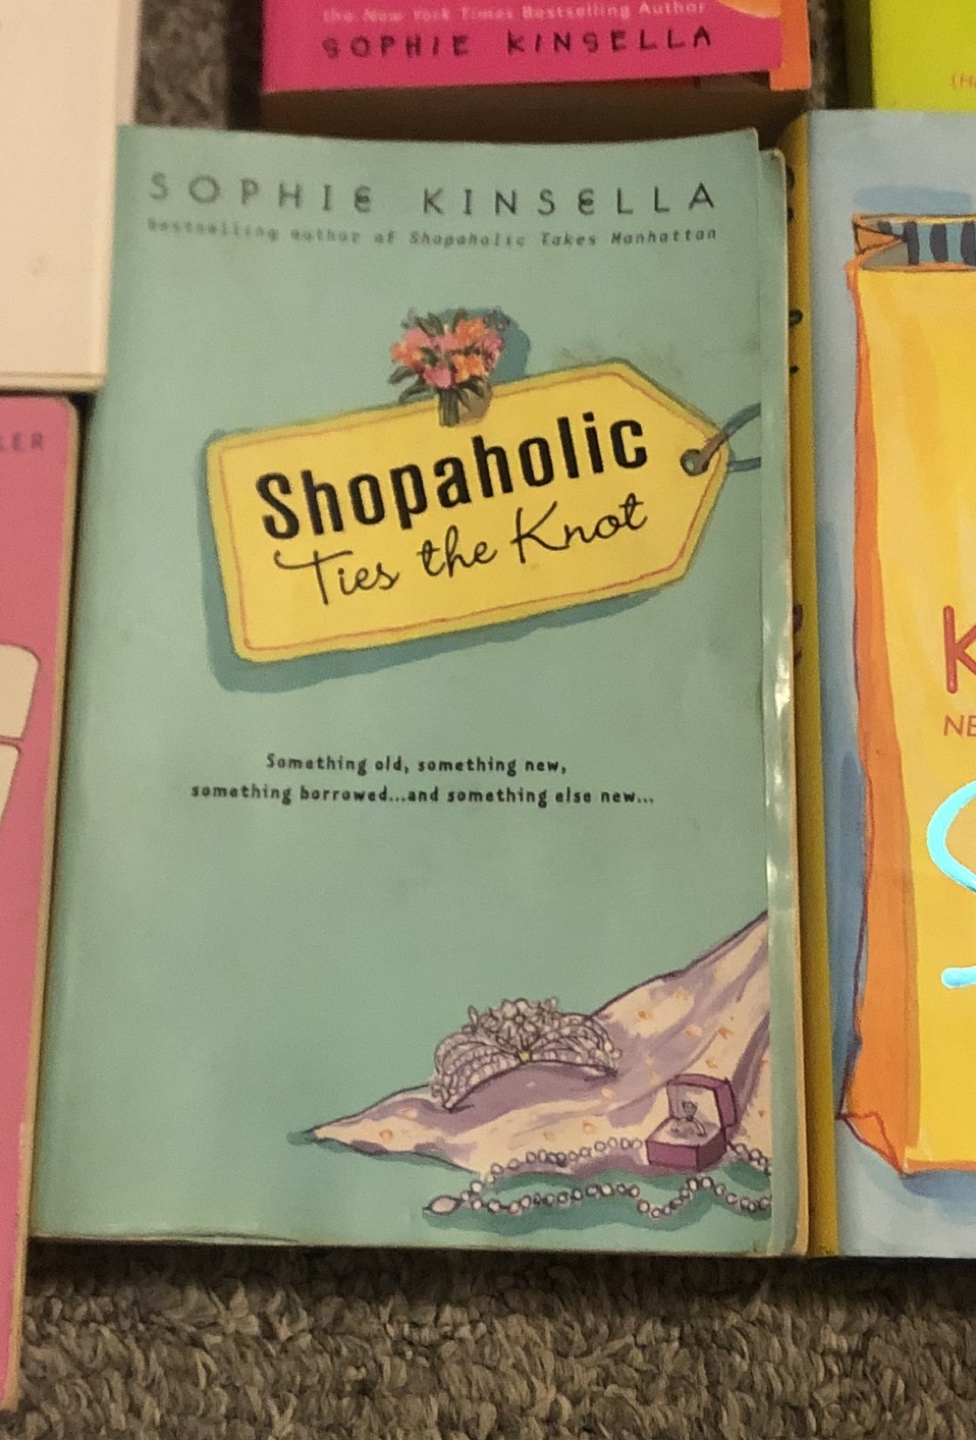 the New York Times Bestselling Author
SOPHIE KINSELLA
SOPHIE KINSELLA
bestselling author of Shopaholic Takes Manhattan
Shopaholic
Ties the Knot
Something old, something new,
something borrowed...and something else new...
LER
K
NE